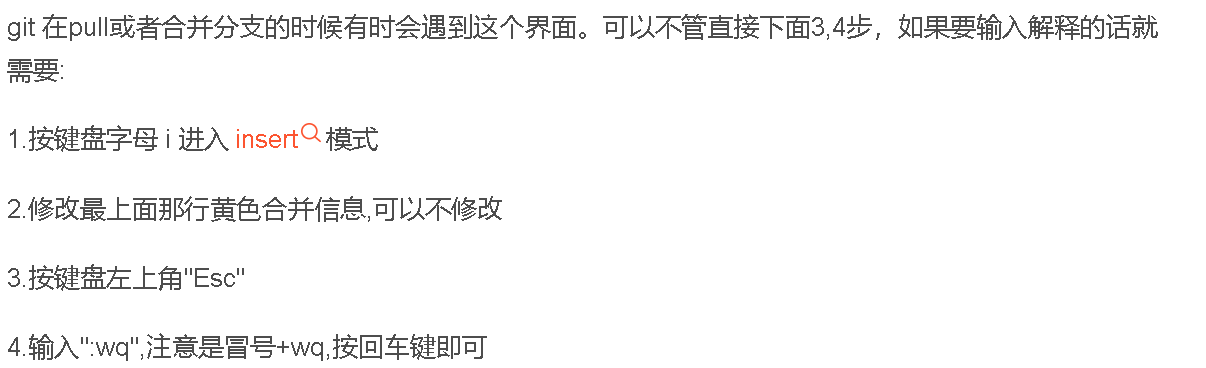 git 在pull或者合并分支的时候有时会遇到这个界面。可以不管直接下面3,4步，如果要输入解释的话就
需要:
1.按键盘字母 i 进入 insert 模式
2.修改最上面那行黄色合并信息,可以不修改
3.按键盘左上角"Esc"
4.输入":wq",注意是冒号+wq,按回车键即可